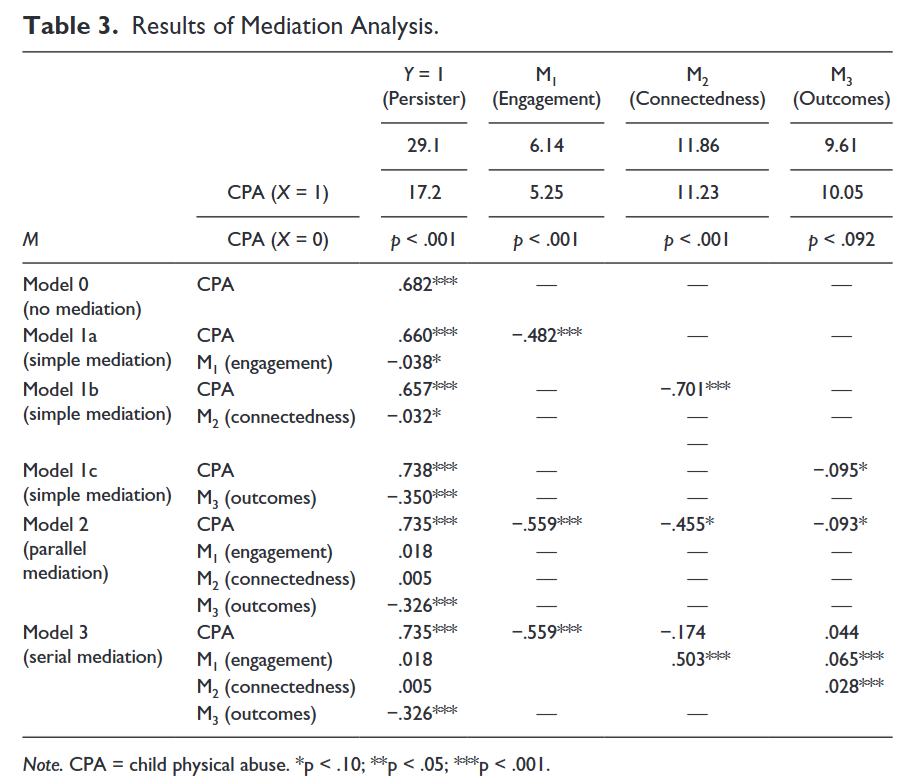 Table 3. Results of Mediation Analysis.
Y = 1 M1 M2 M3
(Persister) (Engagement) (Connectedness) (Outcomes)
29.1 6.14 11.86 9.61
CPA (X = 1) 17.2 5.25 11.23 10.05
M CPA (X = 0) p < .001 p < .001 p < .001 p < .092
Model 0 CPA .682*** — — —
(no mediation)
Model 1a CPA .660*** −.482*** — —
(simple mediation) M1 (engagement) −.038*
Model 1b CPA .657*** — −.701*** —
(simple mediation) M2 (connectedness) −.032* — — —
—
Model 1c CPA .738*** — — −.095*
(simple mediation) M3 (outcomes) −.350*** — — —
Model 2 CPA .735*** −.559*** −.455* −.093*
(parallel M1 (engagement) .018 — — —
mediation) M2 (connectedness) .005 — — —
M3 (outcomes) −.326*** — — —
Model 3 CPA .735*** −.559*** −.174 .044
(serial mediation) M1 (engagement) .018 .503*** .065***
M2 (connectedness) .005 .028***
M3 (outcomes) −.326*** — —
Note. CPA = child physical abuse. *p < .10; **p < .05; ***p < .001.